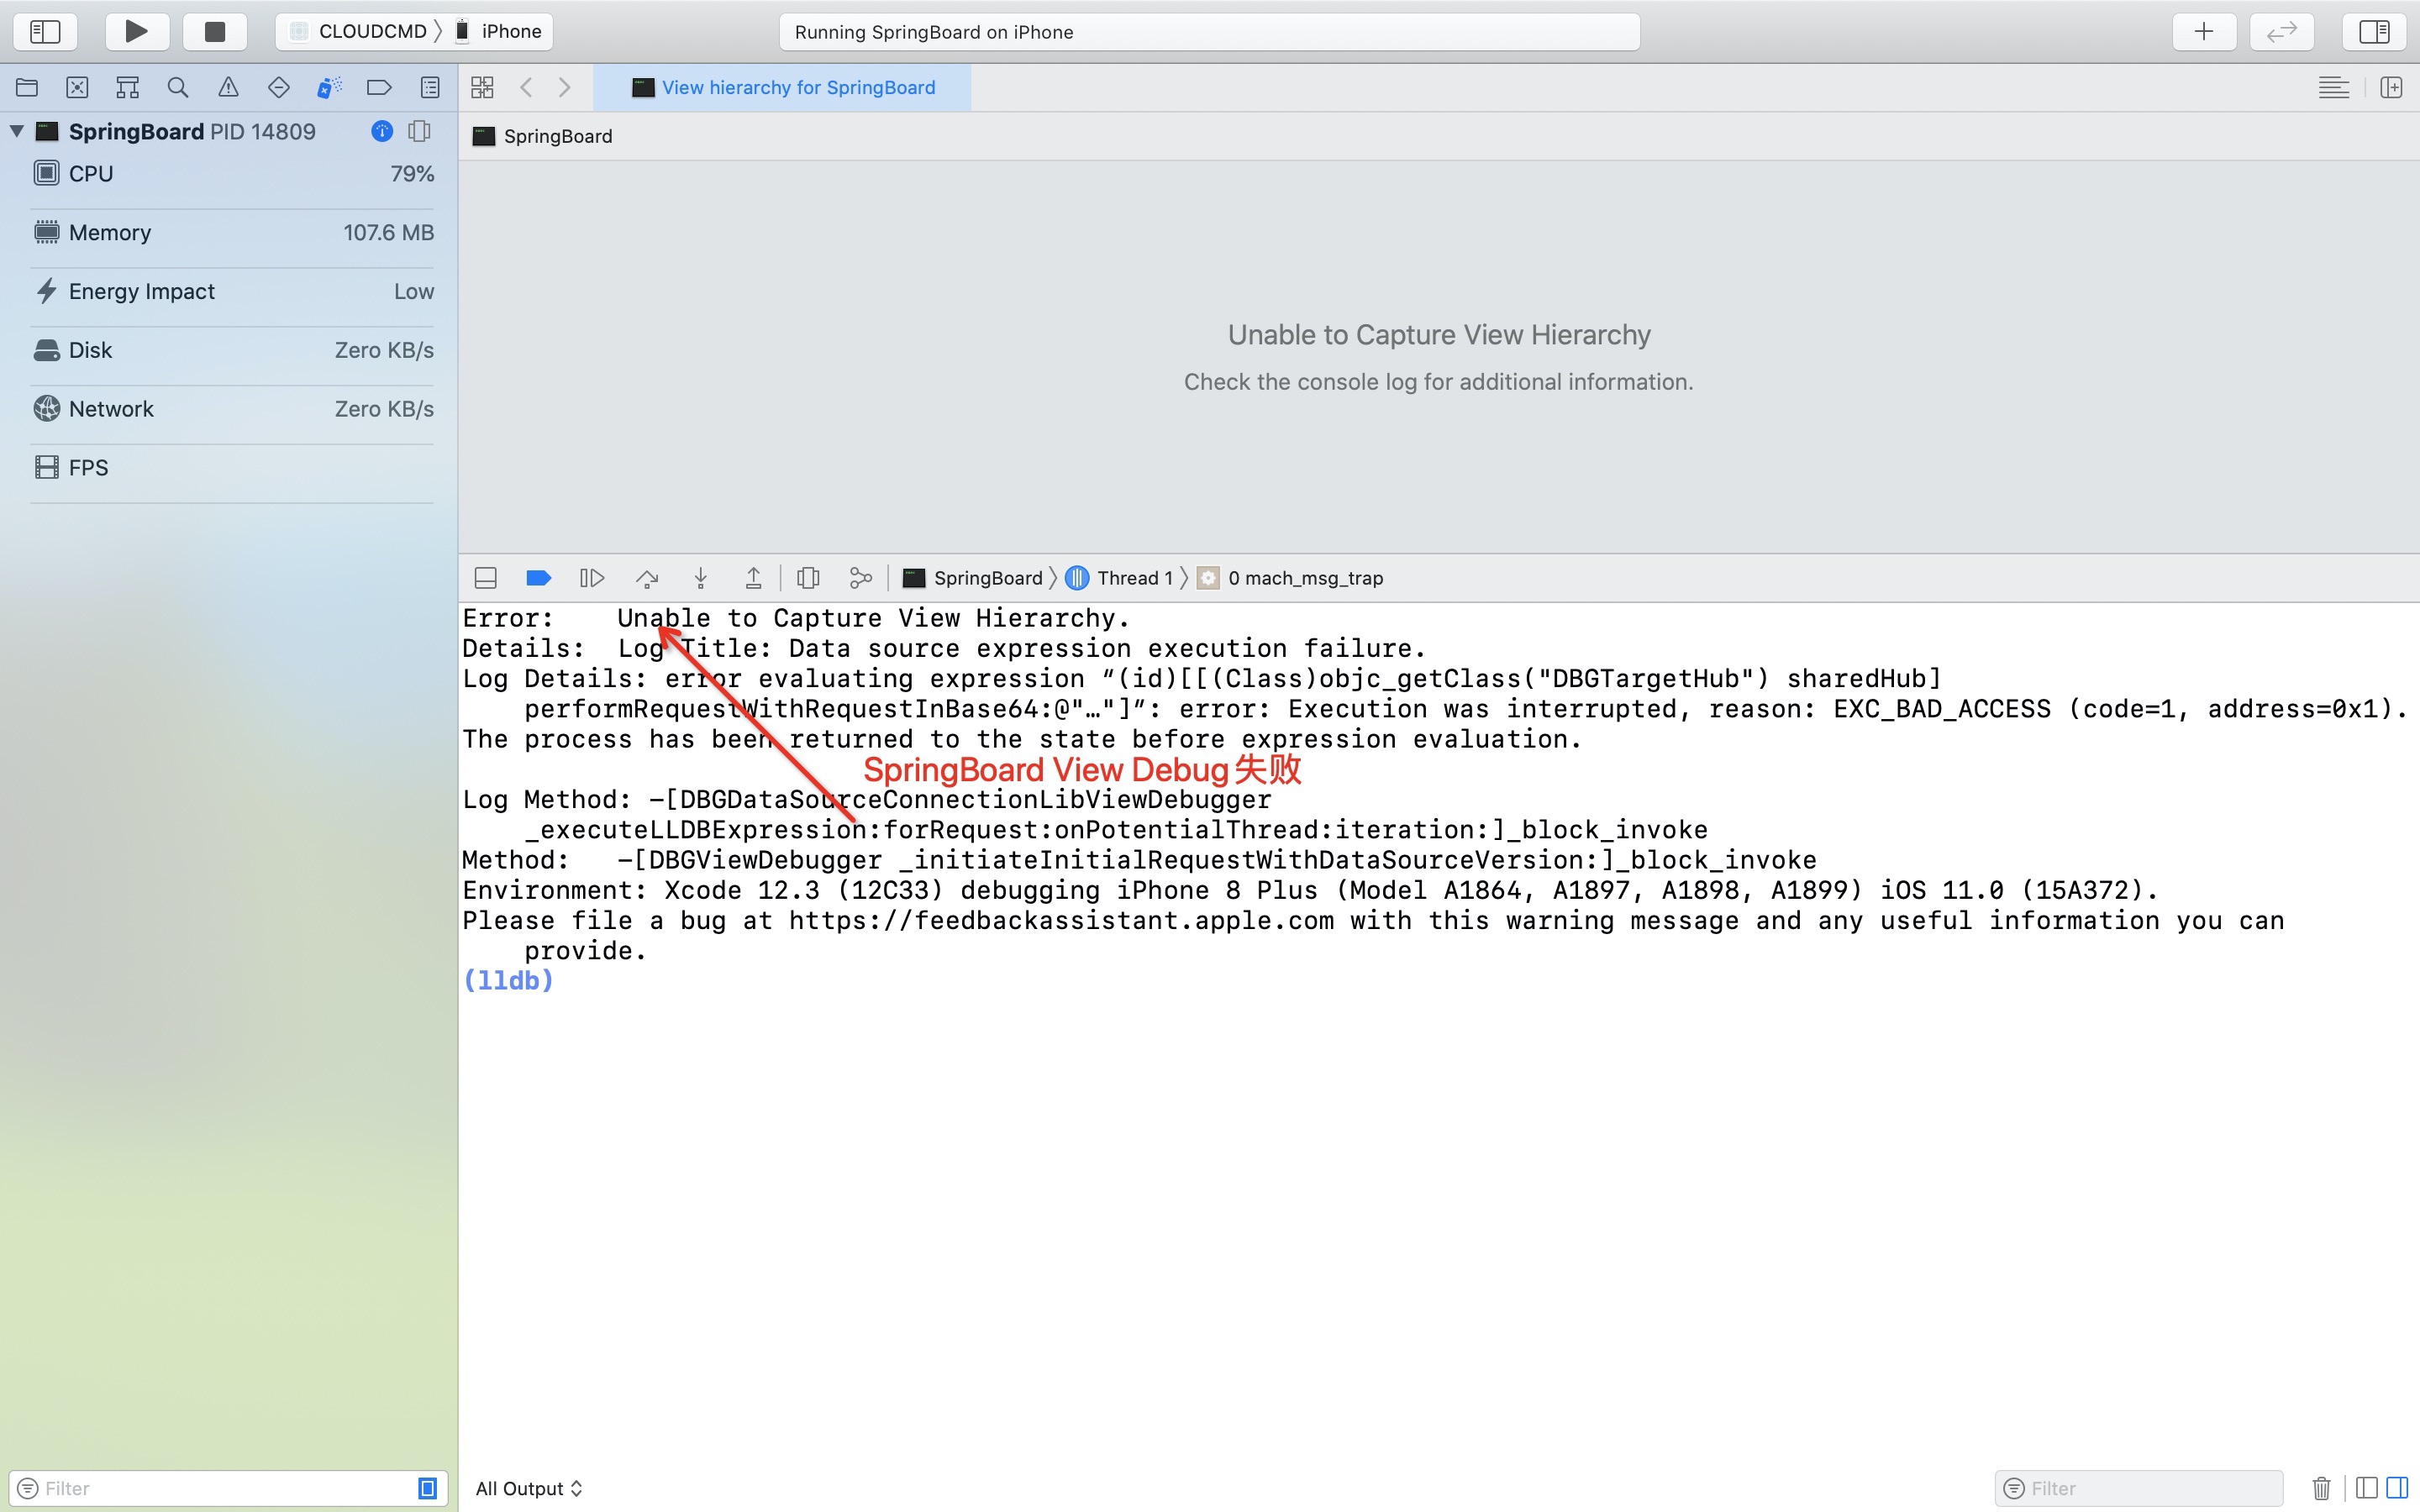 CLOUDCMD 〉 iPhone
Running SpringBoard on iPhone
View hierarchy for SpringBoard
SpringBoard PID 14809
SpringBoard
CPU 79%
Memory 107.6 MB
Energy Impact Low
Disk Zero KB/s
Network Zero KB/s
FPS
Unable to Capture View Hierarchy
Check the console log for additional information.
SpringBoard 〉 Thread 1 〉 0 mach_msg_trap
Error: Unable to Capture View Hierarchy.
Details: Log Title: Data source expression execution failure.
Log Details: error evaluating expression “(id)[[(Class)objc_getClass("DBGTargetHub") sharedHub]
performRequestWithRequestInBase64:@"…"]”: error: Execution was interrupted, reason: EXC_BAD_ACCESS (code=1, address=0x1).
The process has been returned to the state before expression evaluation.
SpringBoard View Debug失败
Log Method: -[DBGDataSourceConnectionLibViewDebugger
_executeLLDBExpression:forRequest:onPotentialThread:iteration:]_block_invoke
Method: -[DBGViewDebugger _initiateInitialRequestWithDataSourceVersion:]_block_invoke
Environment: Xcode 12.3 (12C33) debugging iPhone 8 Plus (Model A1864, A1897, A1898, A1899) iOS 11.0 (15A372).
Please file a bug at https://feedbackassistant.apple.com with this warning message and any useful information you can
provide.
(lldb)
Filter
All Output
Filter